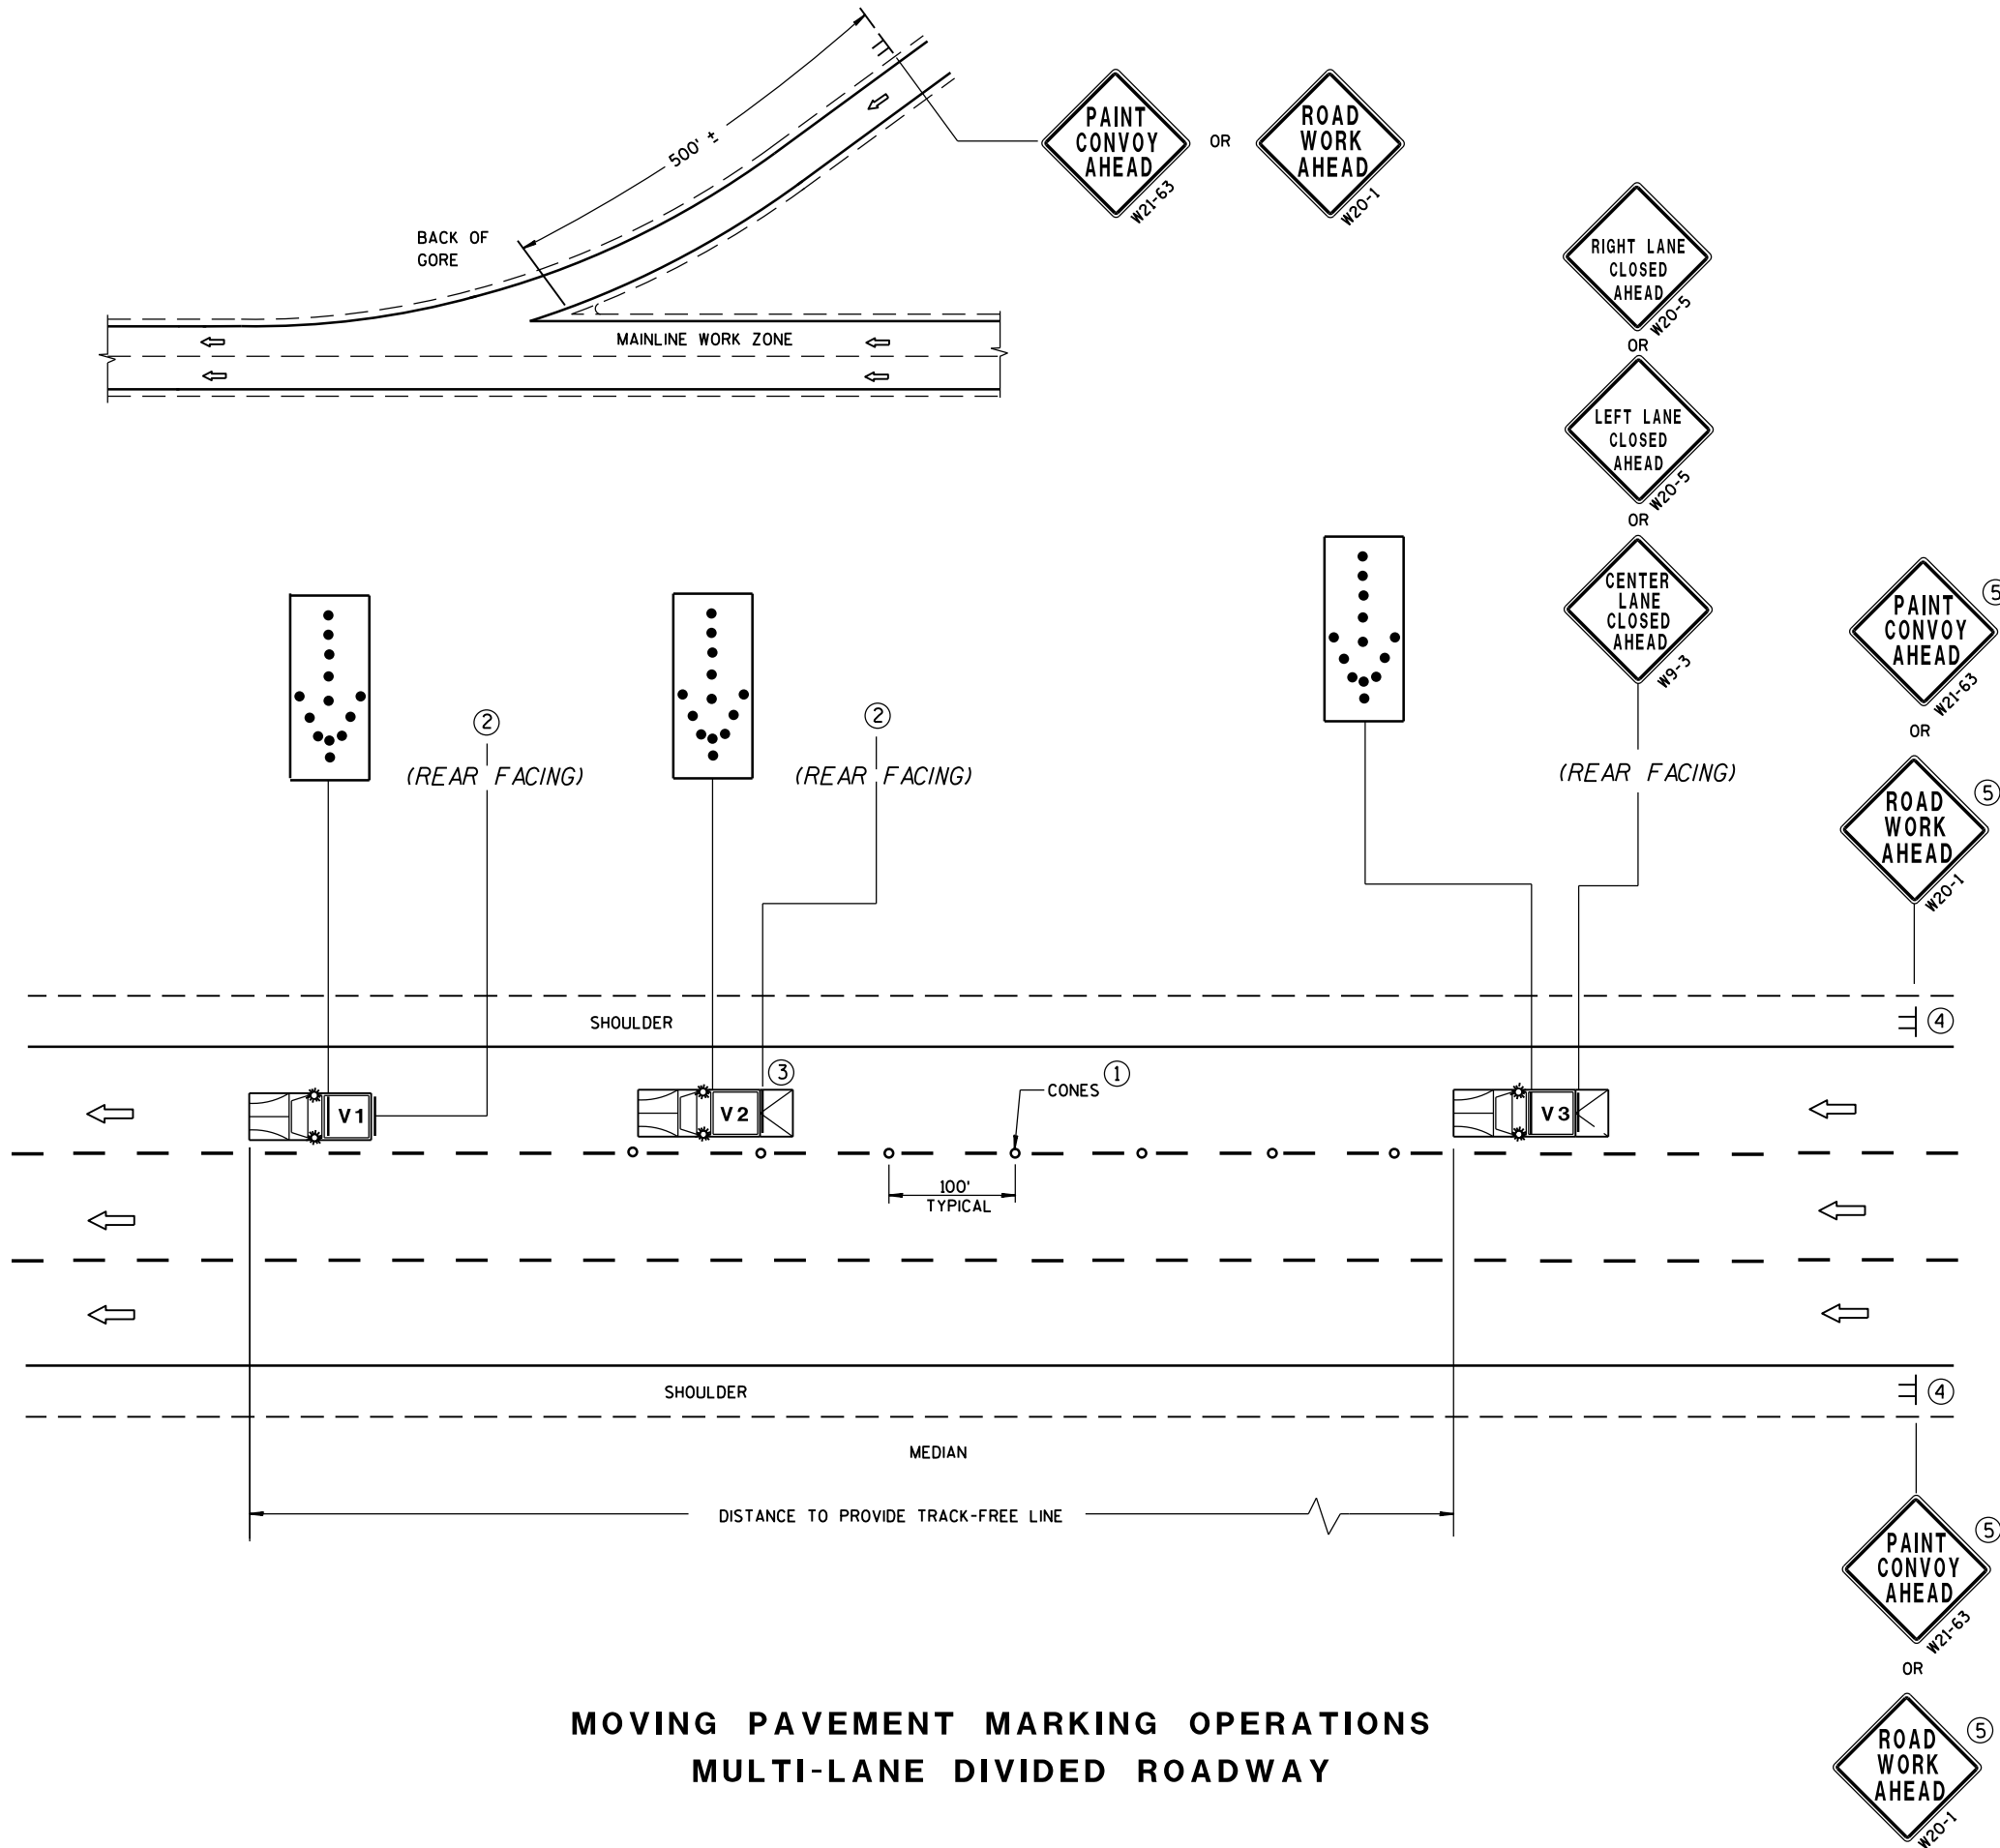 500' ±
BACK OF
GORE
MAINLINE WORK ZONE
PAINT
CONVOY
AHEAD
W21-63
OR
ROAD
WORK
AHEAD
W20-1
RIGHT LANE
CLOSED
AHEAD
W20-5
OR
LEFT LANE
CLOSED
AHEAD
W20-5
OR
CENTER
LANE
CLOSED
AHEAD
W9-3
(REAR FACING)
PAINT
CONVOY
AHEAD
W21-63
5
OR
ROAD
WORK
AHEAD
W20-1
5
2
(REAR FACING)
2
(REAR FACING)
SHOULDER
4
V1
V2
3
CONES
1
V3
100'
TYPICAL
SHOULDER
4
MEDIAN
DISTANCE TO PROVIDE TRACK-FREE LINE
PAINT
CONVOY
AHEAD
W21-63
5
OR
ROAD
WORK
AHEAD
W20-1
5
MOVING PAVEMENT MARKING OPERATIONS
MULTI-LANE DIVIDED ROADWAY